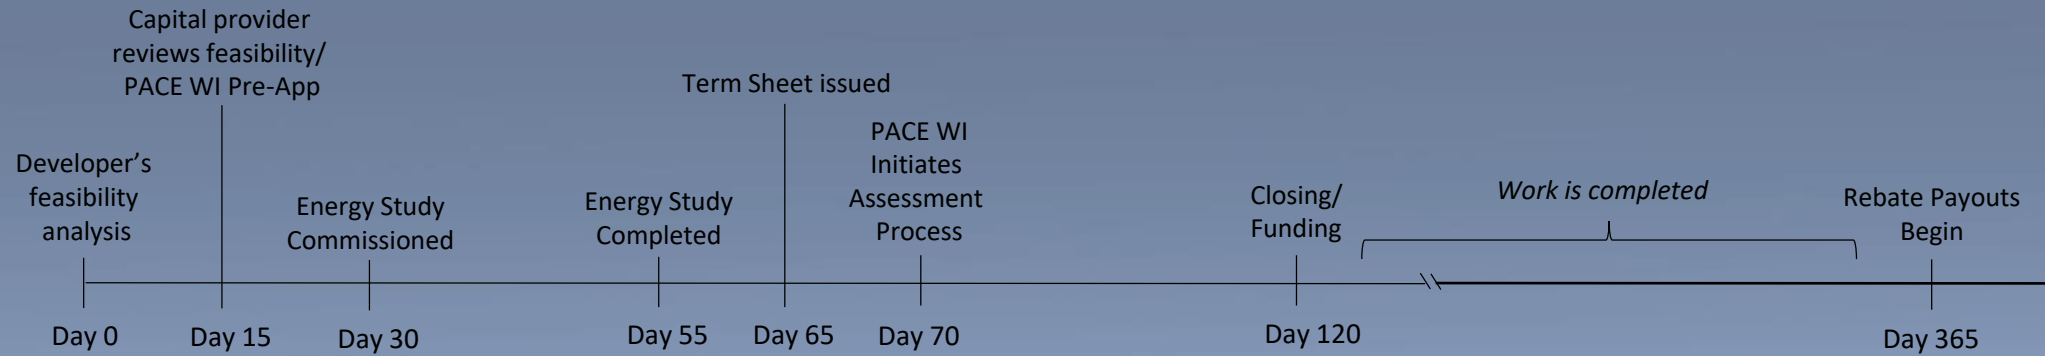 Capital provider
reviews feasibility/
PACE WI Pre-App
Developer’s
feasibility
analysis
Energy Study
Commissioned
Energy Study
Completed
Term Sheet issued
PACE WI
Initiates
Assessment
Process
Closing/
Funding
Work is completed
Rebate Payouts
Begin
Day 0
Day 15
Day 30
Day 55
Day 65
Day 70
Day 120
Day 365